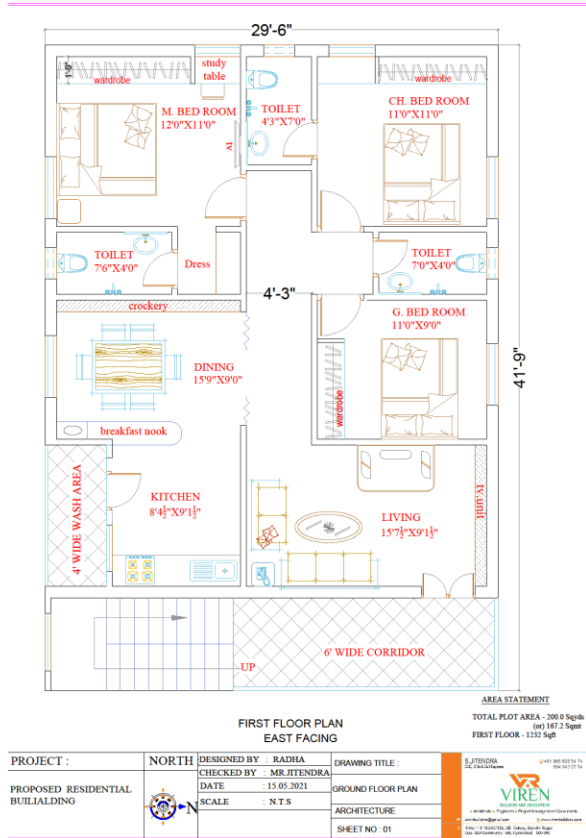 29'-6"
1'-9"
wardrobe
study
table
M. BED ROOM
12'0"X11'0"
tv
TOILET
4'3"X7'0"
wardrobe
CH. BED ROOM
11'0"X11'0"
TOILET
7'6"X4'0"
Dress
TOILET
7'0"X4'0"
4'-3"
crockery
G. BED ROOM
11'0"X9'0"
41'-9"
DINING
15'9"X9'0"
wardrobe
breakfast nook
4' WIDE WASH AREA
KITCHEN
8'4½"X9'1½"
LIVING
15'7½"X9'1½"
tv.unit
UP
6' WIDE CORRIDOR
AREA STATEMENT
TOTAL PLOT AREA - 200.0 Sqyds
(or) 167.2 Sqmt
FIRST FLOOR - 1232 Sqft
FIRST FLOOR PLAN
EAST FACING
PROJECT :
PROPOSED RESIDENTIAL
BUILIALDING
NORTH
N
DESIGNED BY : RADHA
CHECKED BY : MR.JITENDRA
DATE : 15.05.2021
SCALE : N.T.S
DRAWING TITLE :
GROUND FLOOR PLAN
ARCHITECTURE
SHEET NO : 01
S.JITENDRA
VR
VIREN
BUILDERS AND DEVELOPERS